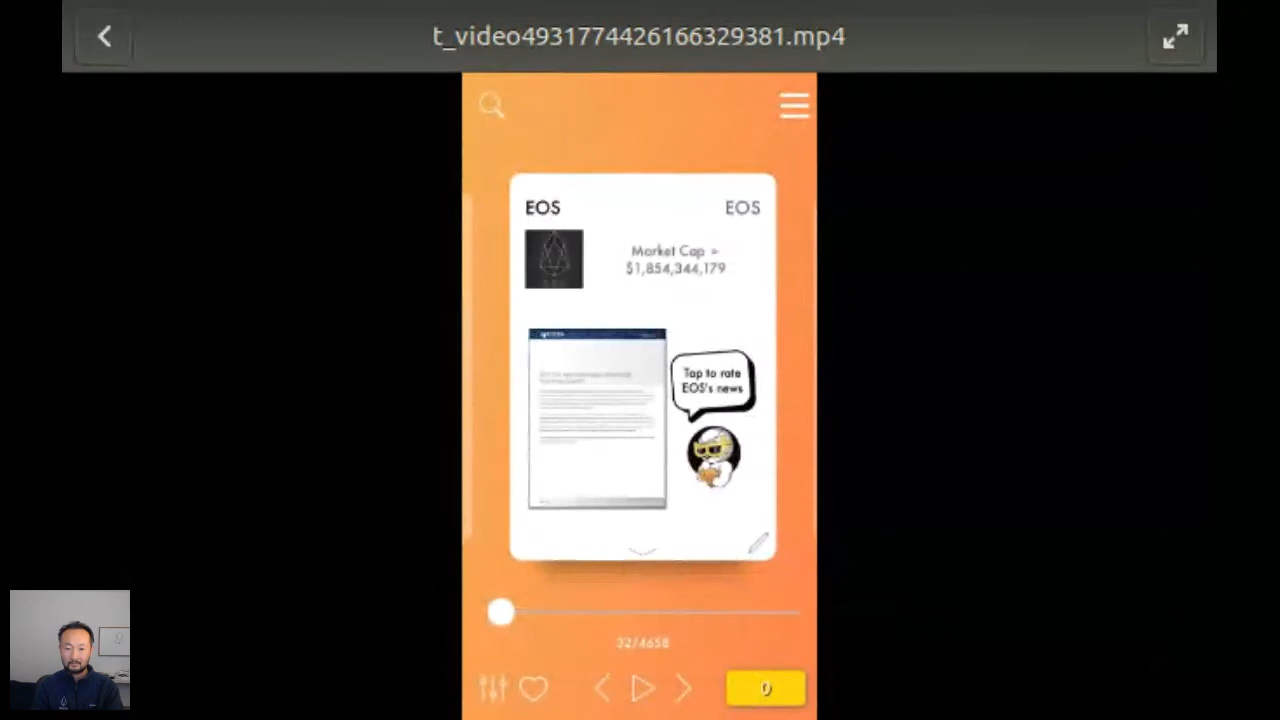 t_video4931774426166329381.mp4
EOS
EOS
Market Cap =
$1,854,344,179
Tap to rate
EOS's news
32/4658
0